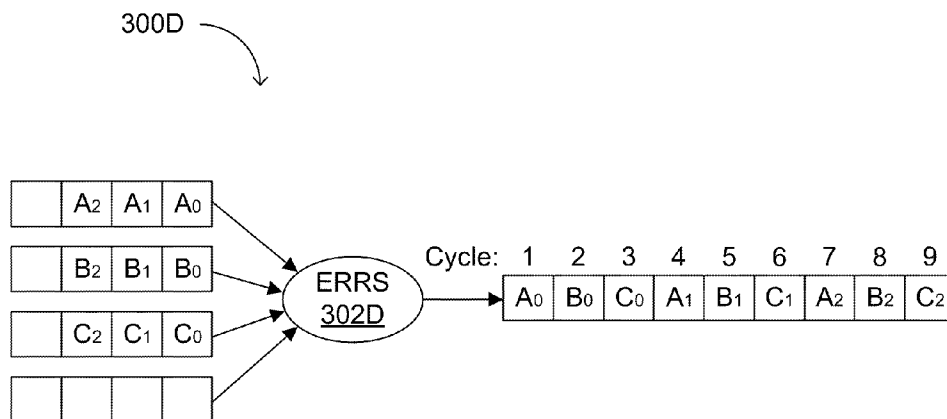 300D
A2 A1 A0
B2 B1 B0
C2 C1 C0
ERRS
302D
Cycle: 1 2 3 4 5 6 7 8 9
A0 B0 C0 A1 B1 C1 A2 B2 C2